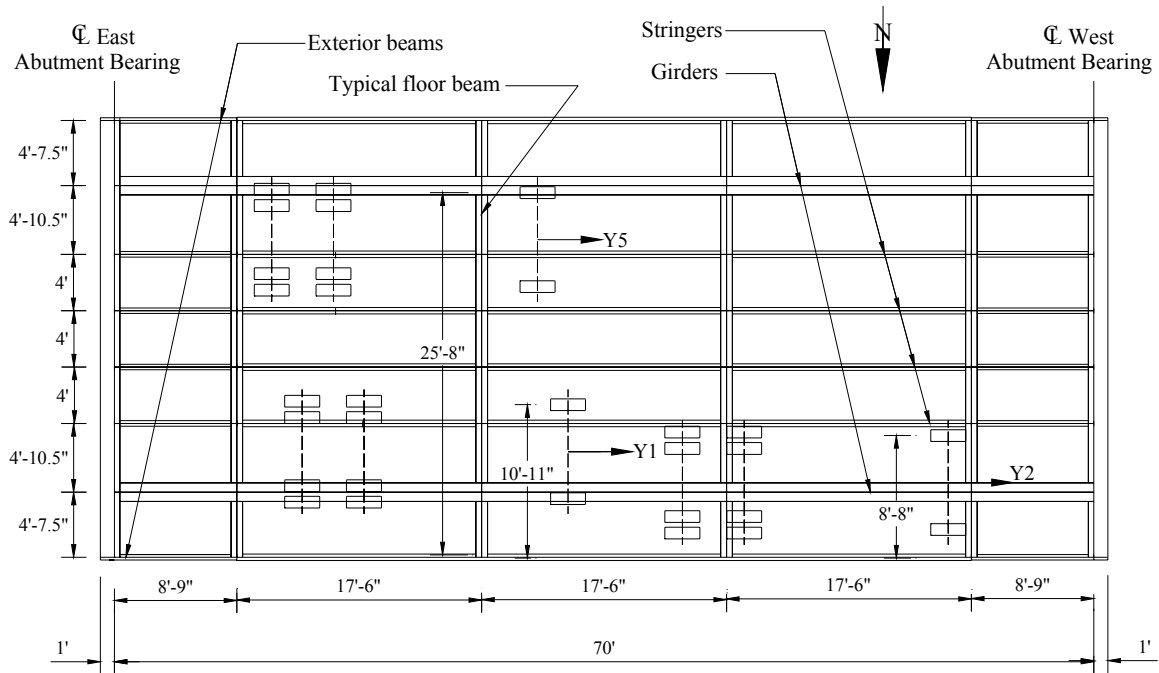 ℄ East
Abutment Bearing
Exterior beams
Typical floor beam
Stringers
Girders
N
℄ West
Abutment Bearing
4'-7.5"
4'-10.5"
4'
4'
4'
4'-10.5"
4'-7.5"
Y5
25'-8"
Y1
10'-11"
Y2
8'-8"
8'-9"
17'-6"
17'-6"
17'-6"
8'-9"
1'
70'
1'